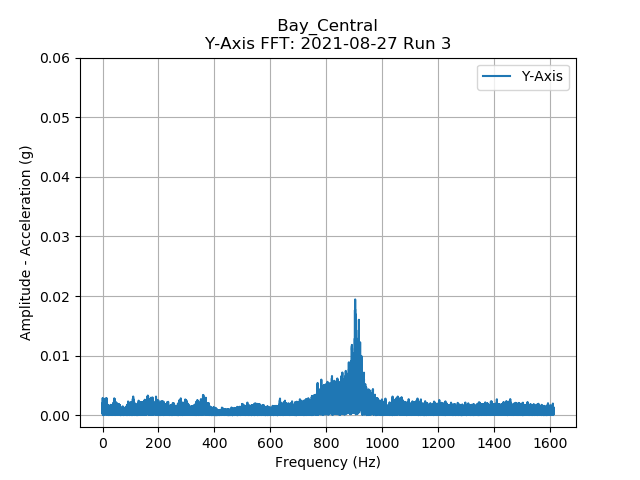 Bay_Central
Y-Axis FFT: 2021-08-27 Run 3
Y-Axis
0.06
0.05
0.04
0.03
0.02
0.01
0.00
Amplitude - Acceleration (g)
0 200 400 600 800 1000 1200 1400 1600
Frequency (Hz)